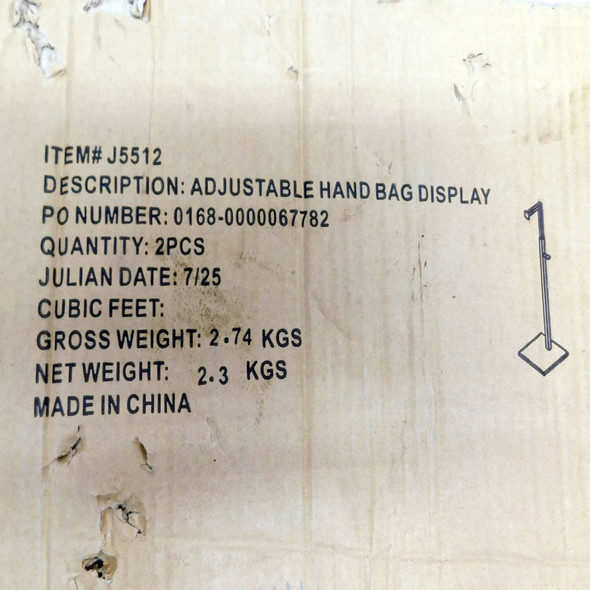 ITEM# J5512
DESCRIPTION: ADJUSTABLE HAND BAG DISPLAY
PO NUMBER: 0168-0000067782
QUANTITY: 2PCS
JULIAN DATE: 7/25
CUBIC FEET:
GROSS WEIGHT: 2.74 KGS
NET WEIGHT: 2.3 KGS
MADE IN CHINA